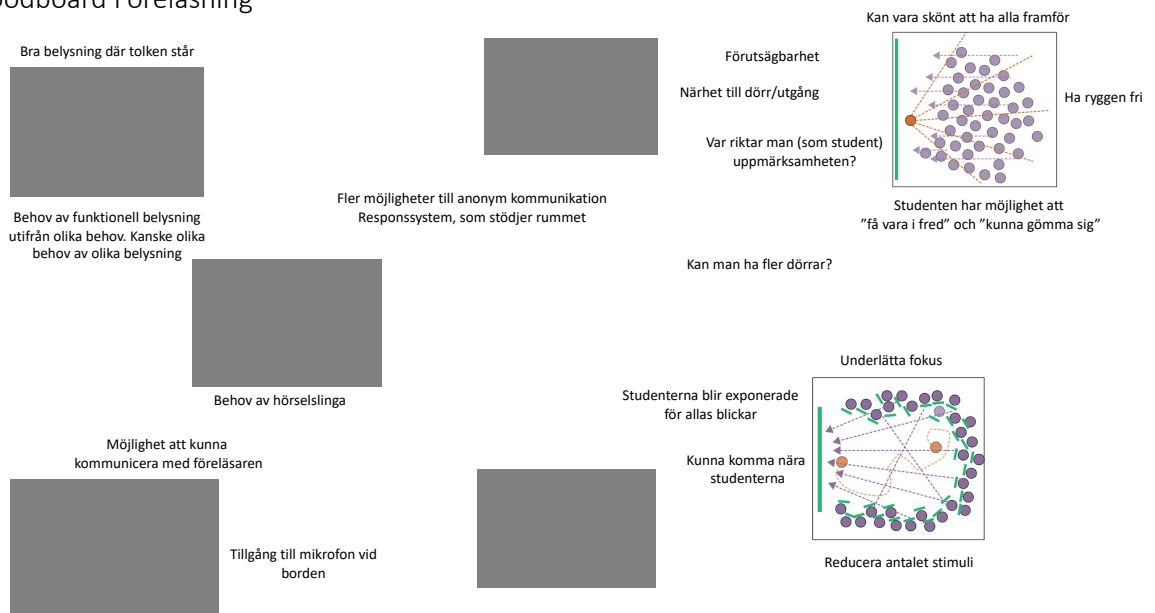 Föreläsning
Bra belysning där tolken står
Behov av funktionell belysning
utifrån olika behov. Kanske olika
behov av olika belysning
Fler möjligheter till anonym kommunikation
Responssystem, som stödjer rummet
Behov av hörselslinga
Möjlighet att kunna
kommunicera med föreläsaren
Tillgång till mikrofon vid
borden
Kan vara skönt att ha alla framför
Förutsägbarhet
Närhet till dörr/utgång
Var riktar man (som student)
uppmärksamheten?
Ha ryggen fri
Studenten har möjlighet att
”få vara i fred” och ”kunna gömma sig”
Kan man ha fler dörrar?
Underlätta fokus
Studenterna blir exponerade
för allas blickar
Kunna komma nära
studenterna
Reducera antalet stimuli